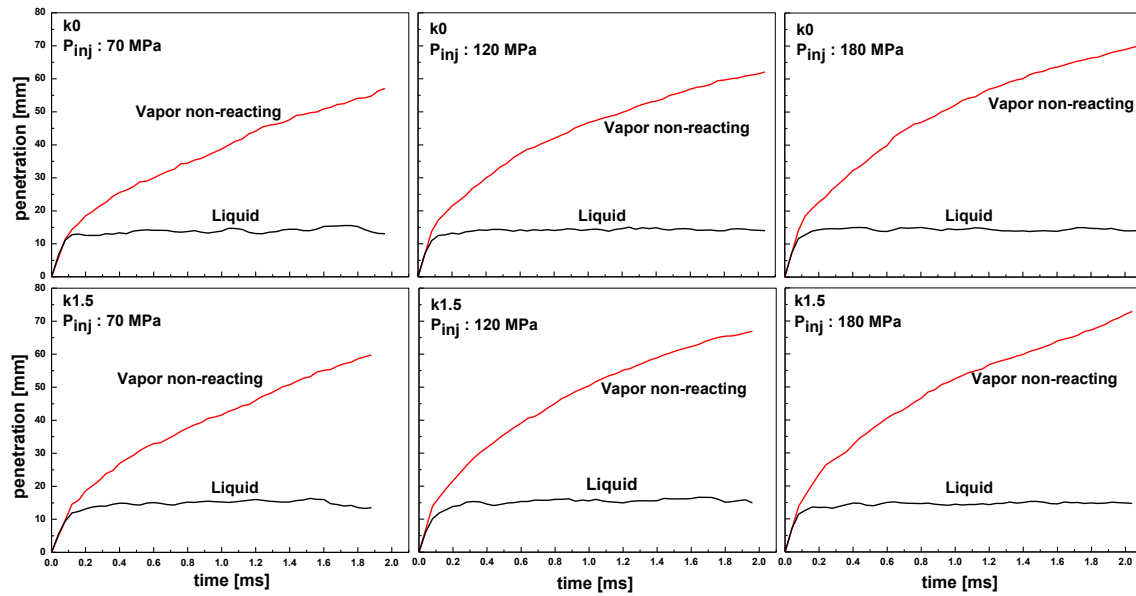 k0
P_inj : 70 MPa
Vapor non-reacting
Liquid
penetration [mm]
80
70
60
50
40
30
20
10
0
k0
P_inj : 120 MPa
Vapor non-reacting
Liquid
k0
P_inj : 180 MPa
Vapor non-reacting
Liquid
k1.5
P_inj : 70 MPa
Vapor non-reacting
Liquid
penetration [mm]
80
70
60
50
40
30
20
10
0
0.0 0.2 0.4 0.6 0.8 1.0 1.2 1.4 1.6 1.8 2.0
time [ms]
k1.5
P_inj : 120 MPa
Vapor non-reacting
Liquid
0.0 0.2 0.4 0.6 0.8 1.0 1.2 1.4 1.6 1.8 2.0
time [ms]
k1.5
P_inj : 180 MPa
Vapor non-reacting
Liquid
0.0 0.2 0.4 0.6 0.8 1.0 1.2 1.4 1.6 1.8 2.0
time [ms]